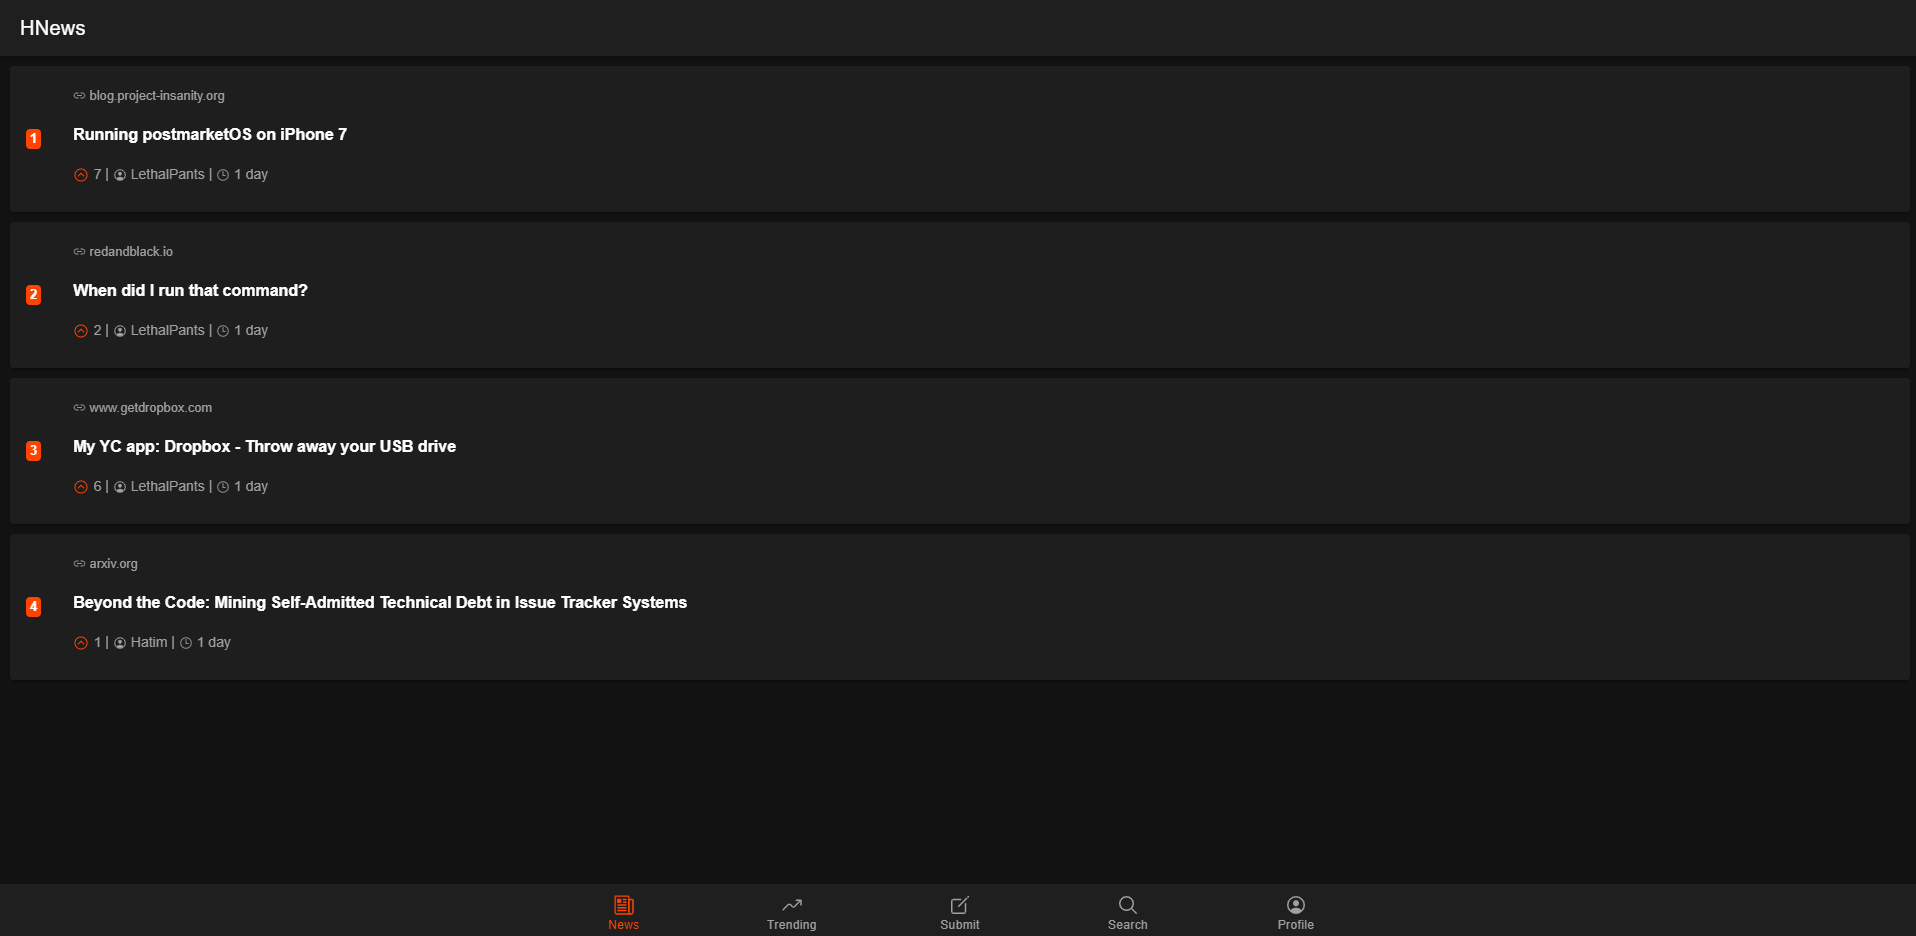 HNews
blog.project-insanity.org
1
Running postmarketOS on iPhone 7
7 | LethalPants | 1 day
redandblack.io
2
When did I run that command?
2 | LethalPants | 1 day
www.getdropbox.com
3
My YC app: Dropbox - Throw away your USB drive
6 | LethalPants | 1 day
arxiv.org
4
Beyond the Code: Mining Self-Admitted Technical Debt in Issue Tracker Systems
1 | Hatim | 1 day
News Trending Submit Search Profile